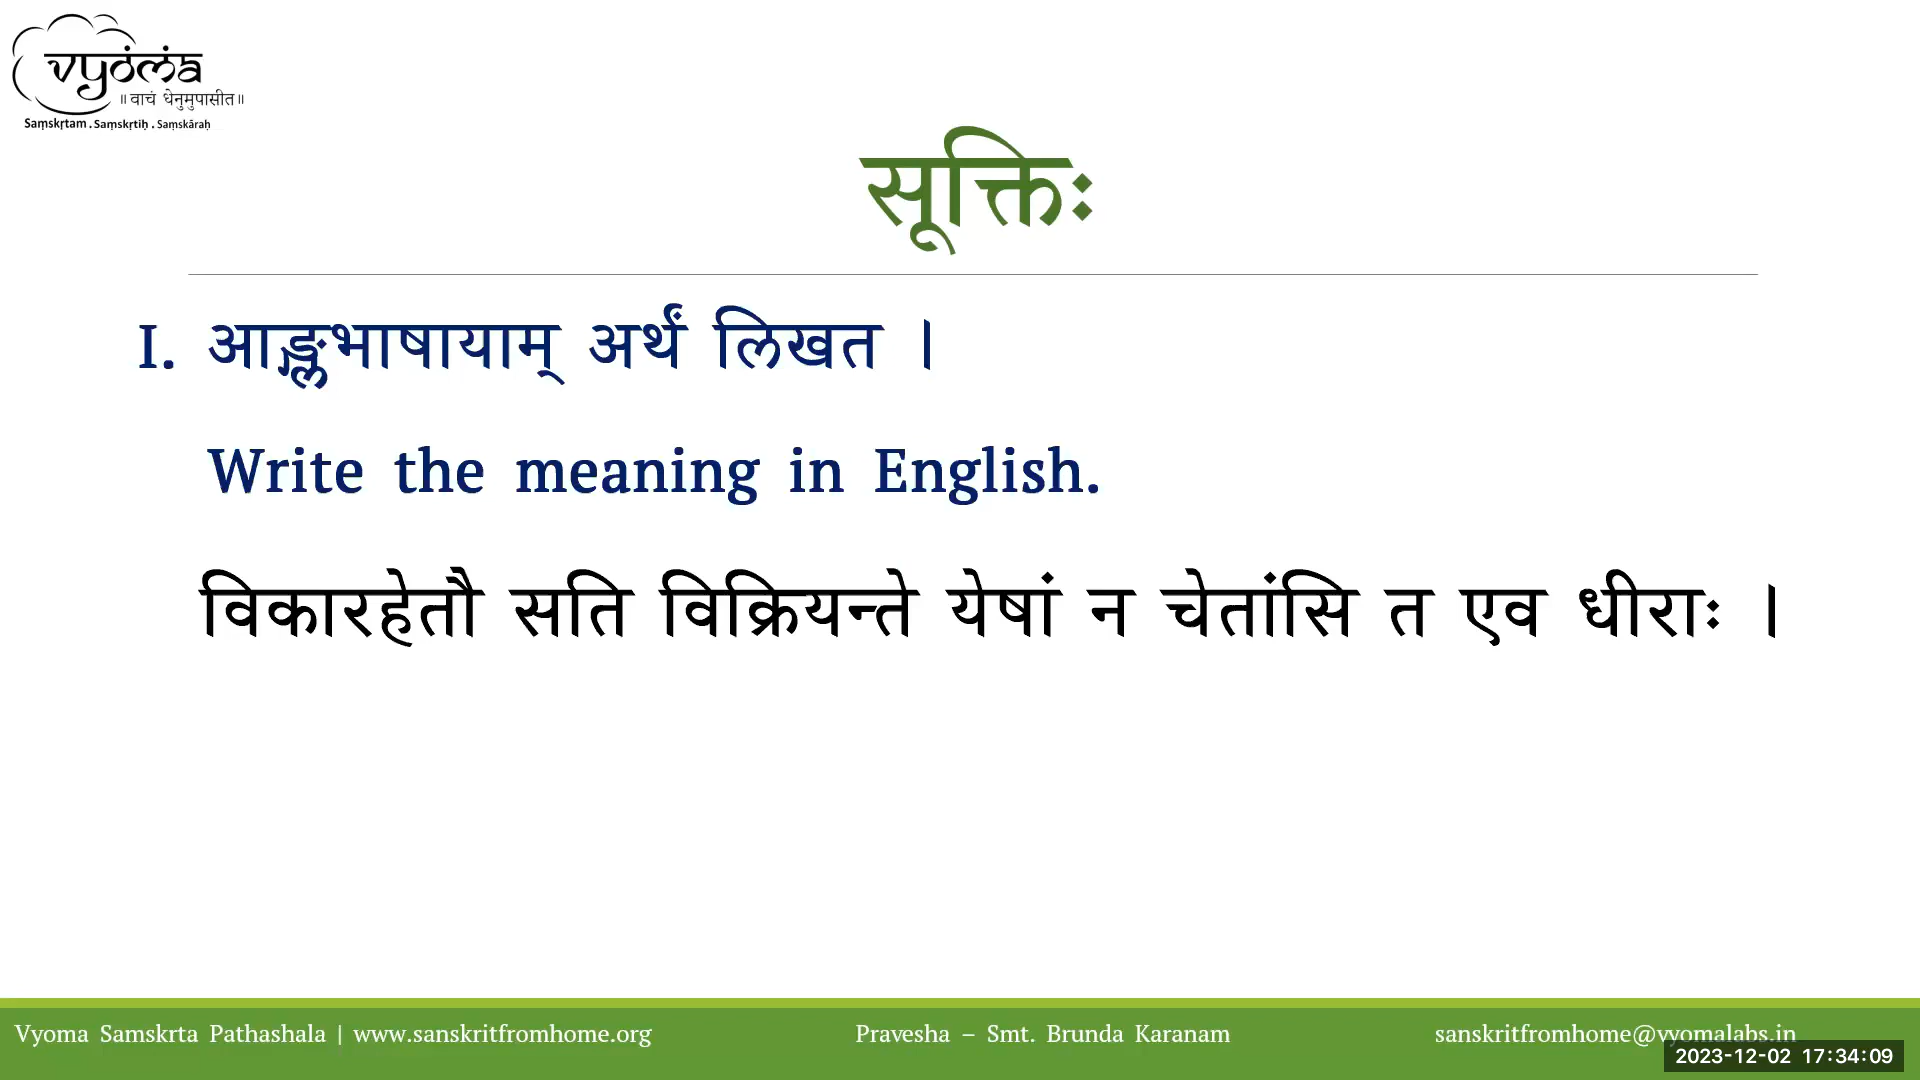 vyoma
॥ वाचं धेनुमुपासीत॥
Saṃskṛtam . Saṃskṛtiḥ . Saṃskāraḥ
सूक्तिः
I. आङ्ग्लभाषायाम् अर्थं लिखत ।
Write the meaning in English.
विकारहेतौ सति विक्रियन्ते येषां न चेतांसि त एव धीराः ।
Vyoma Samskrta Pathashala | www.sanskritfromhome.org
Pravesha – Smt. Brunda Karanam
sanskritfromhome@vyomalabs.in
2023-12-02 17:34:09